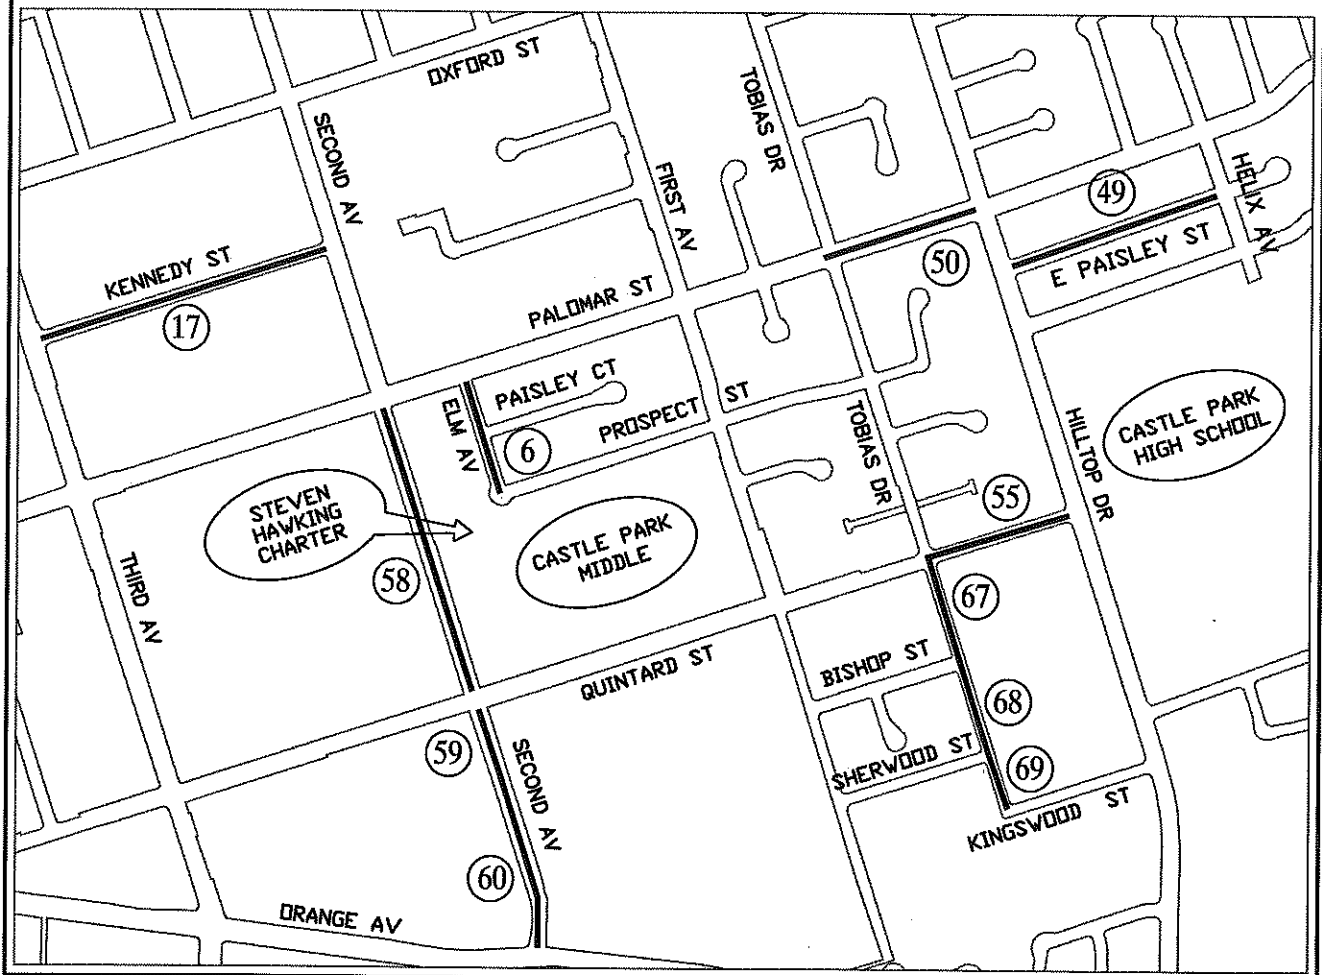 OXFORD ST
SECOND AV
TOBIAS DR
FIRST AV
HELIX AV
49
KENNEDY ST
17
50
E PAISLEY ST
PALOMAR ST
PAISLEY CT
ELM AV
PROSPECT ST
6
TOBIAS DR
HILLTOP DR
CASTLE PARK
HIGH SCHOOL
STEVEN
HAWKING
CHARTER
55
CASTLE PARK
MIDDLE
THIRD AV
58
67
BISHOP ST
QUINTARD ST
68
59
SECOND AV
SHERWOOD ST
69
KINGSWOOD ST
60
ORANGE AV